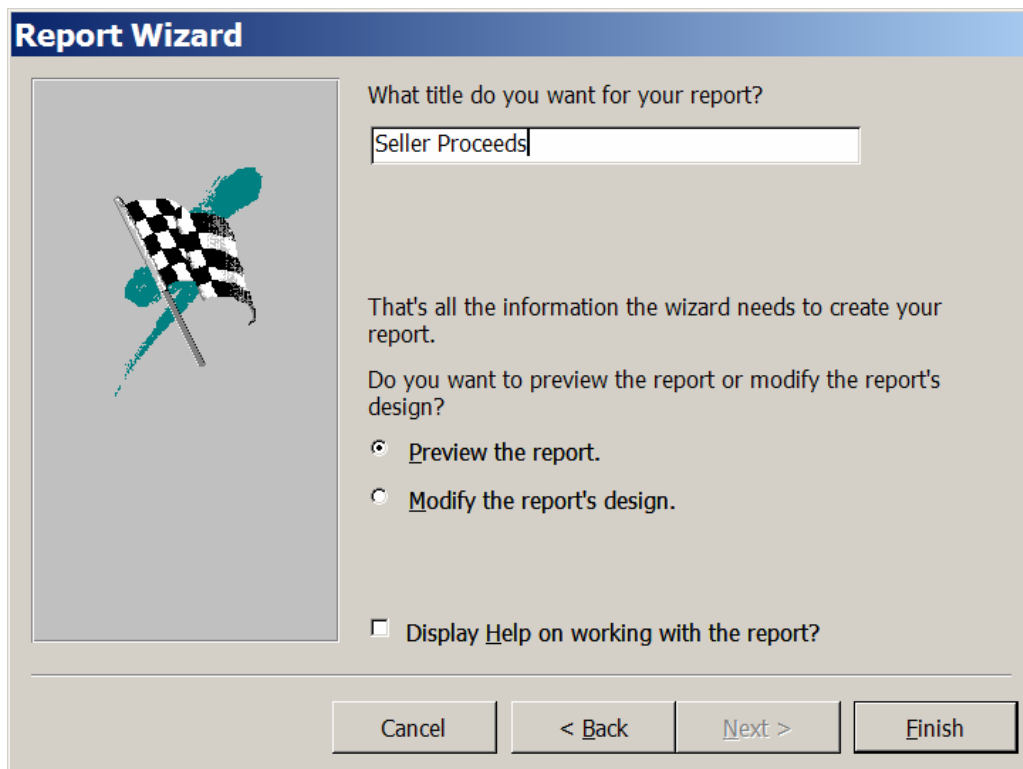 Report Wizard
What title do you want for your report?
Seller Proceeds
That's all the information the wizard needs to create your
report.
Do you want to preview the report or modify the report's
design?
Preview the report.
Modify the report's design.
Display Help on working with the report?
Cancel
< Back
Next >
Finish